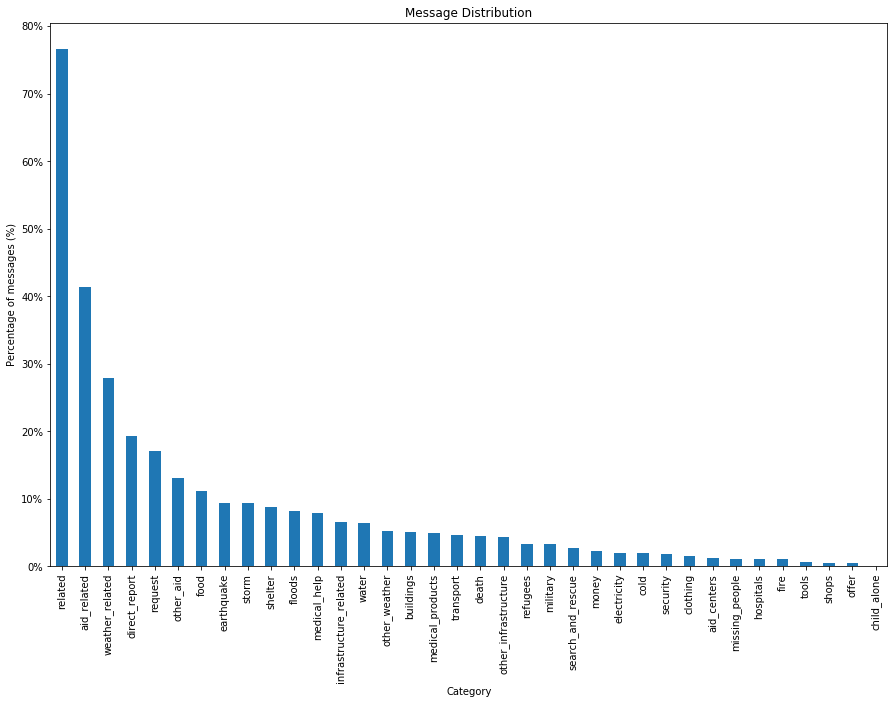 Message Distribution
80%
70%
60%
50%
40%
30%
20%
10%
0%
Percentage of messages (%)
related
aid_related
weather_related
direct_report
request
other_aid
food
earthquake
storm
shelter
floods
medical_help
infrastructure_related
water
other_weather
buildings
medical_products
transport
death
other_infrastructure
refugees
military
search_and_rescue
money
electricity
cold
security
clothing
aid_centers
missing_people
hospitals
fire
tools
shops
offer
child_alone
Category